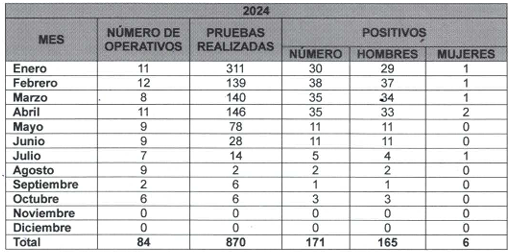 2024
MES NÚMERO DE OPERATIVOS PRUEBAS REALIZADAS POSITIVOS
NÚMERO HOMBRES MUJERES
Enero 11 311 30 29 1
Febrero 12 139 38 37 1
Marzo 8 140 35 34 1
Abril 11 146 35 33 2
Mayo 9 78 11 11 0
Junio 9 28 11 11 0
Julio 7 14 5 4 1
Agosto 9 2 2 2 0
Septiembre 2 6 1 1 0
Octubre 6 6 3 3 0
Noviembre 0 0 0 0 0
Diciembre 0 0 0 0 0
Total 84 870 171 165 6